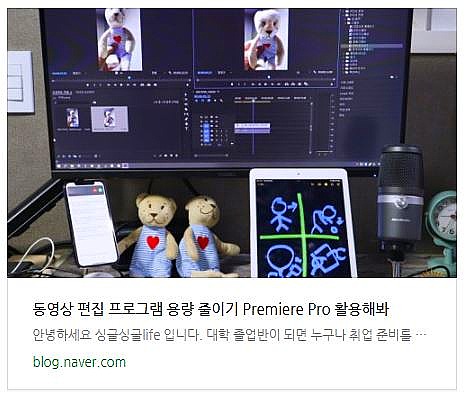 동영상 편집 프로그램 용량 줄이기 Premiere Pro 활용해봐
안녕하세요 싱글싱글life 입니다. 대학 졸업반이 되면 누구나 취업 준비를 …
blog.naver.com